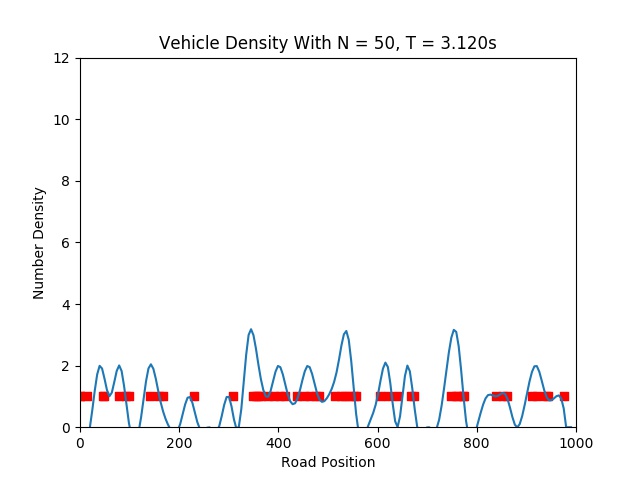 Vehicle Density With N = 50, T = 3.120s
12
10
8
6
4
2
0
Number Density
0 200 400 600 800 1000
Road Position